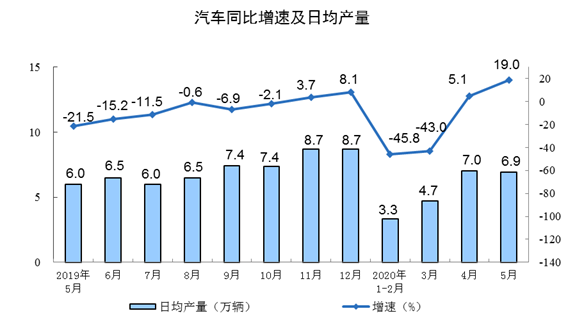 汽车同比增速及日均产量
15
10
5
0
20
0
-20
-40
-60
-80
-100
-120
-140
-21.5
-15.2
-11.5
-0.6
-6.9
-2.1
3.7
8.1
-45.8
-43.0
5.1
19.0
6.0
6.5
6.0
6.5
7.4
7.4
8.7
8.7
3.3
4.7
7.0
6.9
2019年
5月
6月
7月
8月
9月
10月
11月
12月
2020年
1-2月
3月
4月
5月
日均产量（万辆）
增速（%）